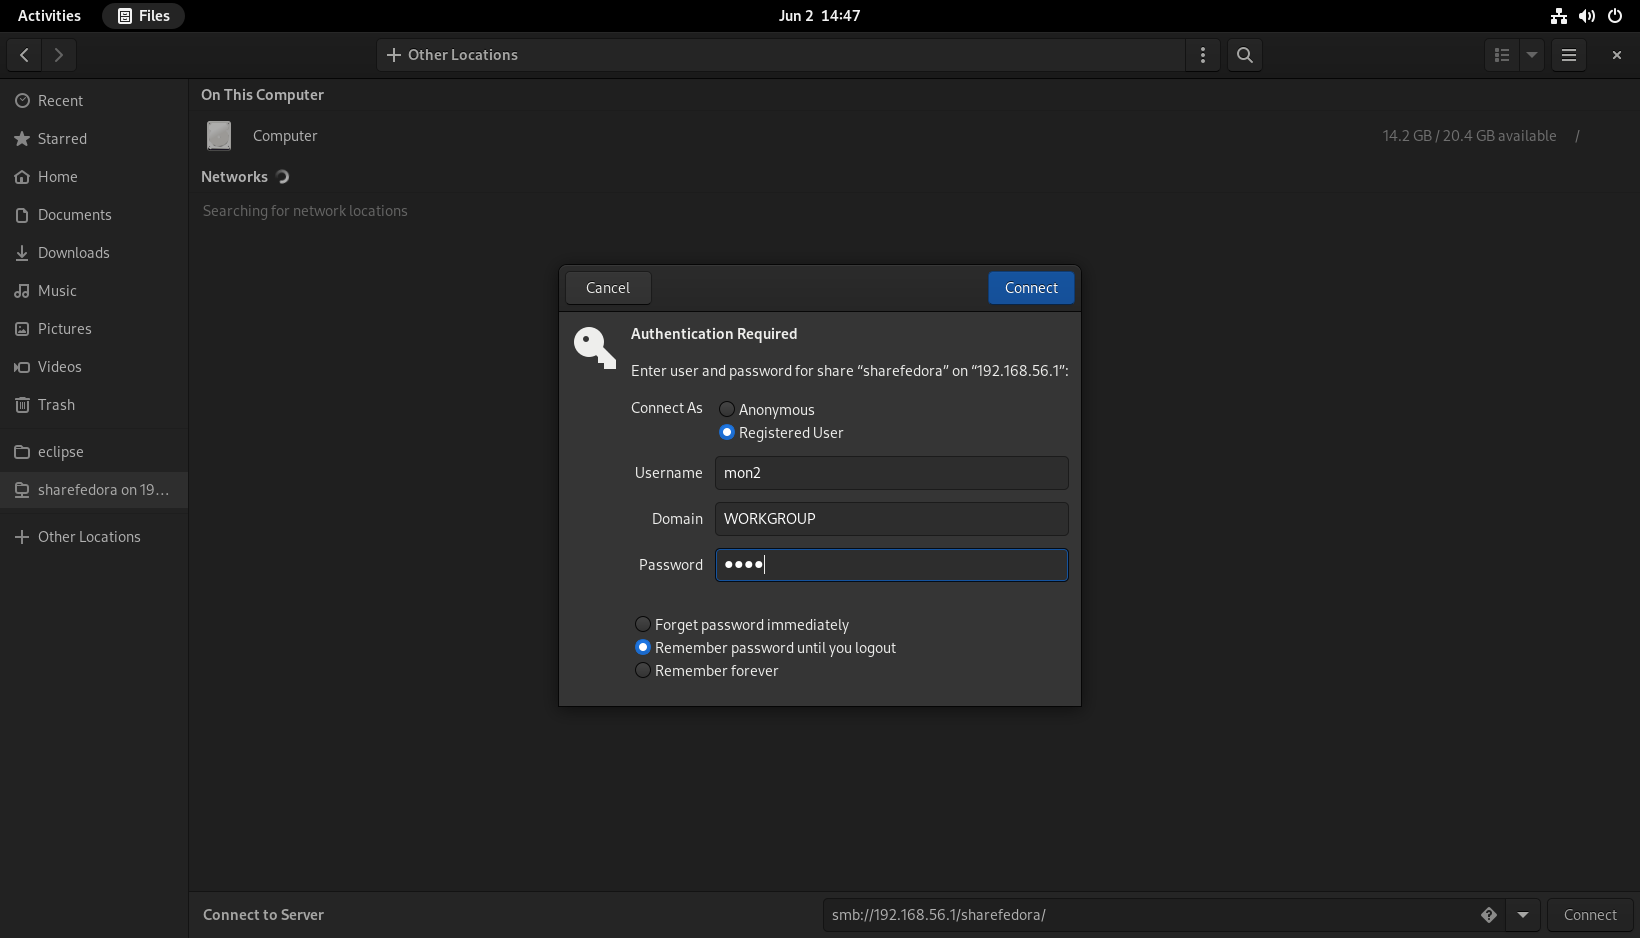 Activities Files Jun 2 14:47
Other Locations
Recent
Starred
Home
Documents
Downloads
Music
Pictures
Videos
Trash
eclipse
sharefedora on 19…
Other Locations
On This Computer
Computer 14.2 GB / 20.4 GB available /
Networks
Searching for network locations
Cancel Connect
Authentication Required
Enter user and password for share “sharefedora” on “192.168.56.1”:
Connect As Anonymous
Registered User
Username mon2
Domain WORKGROUP
Password ●●●●
Forget password immediately
Remember password until you logout
Remember forever
Connect to Server smb://192.168.56.1/sharefedora/ Connect